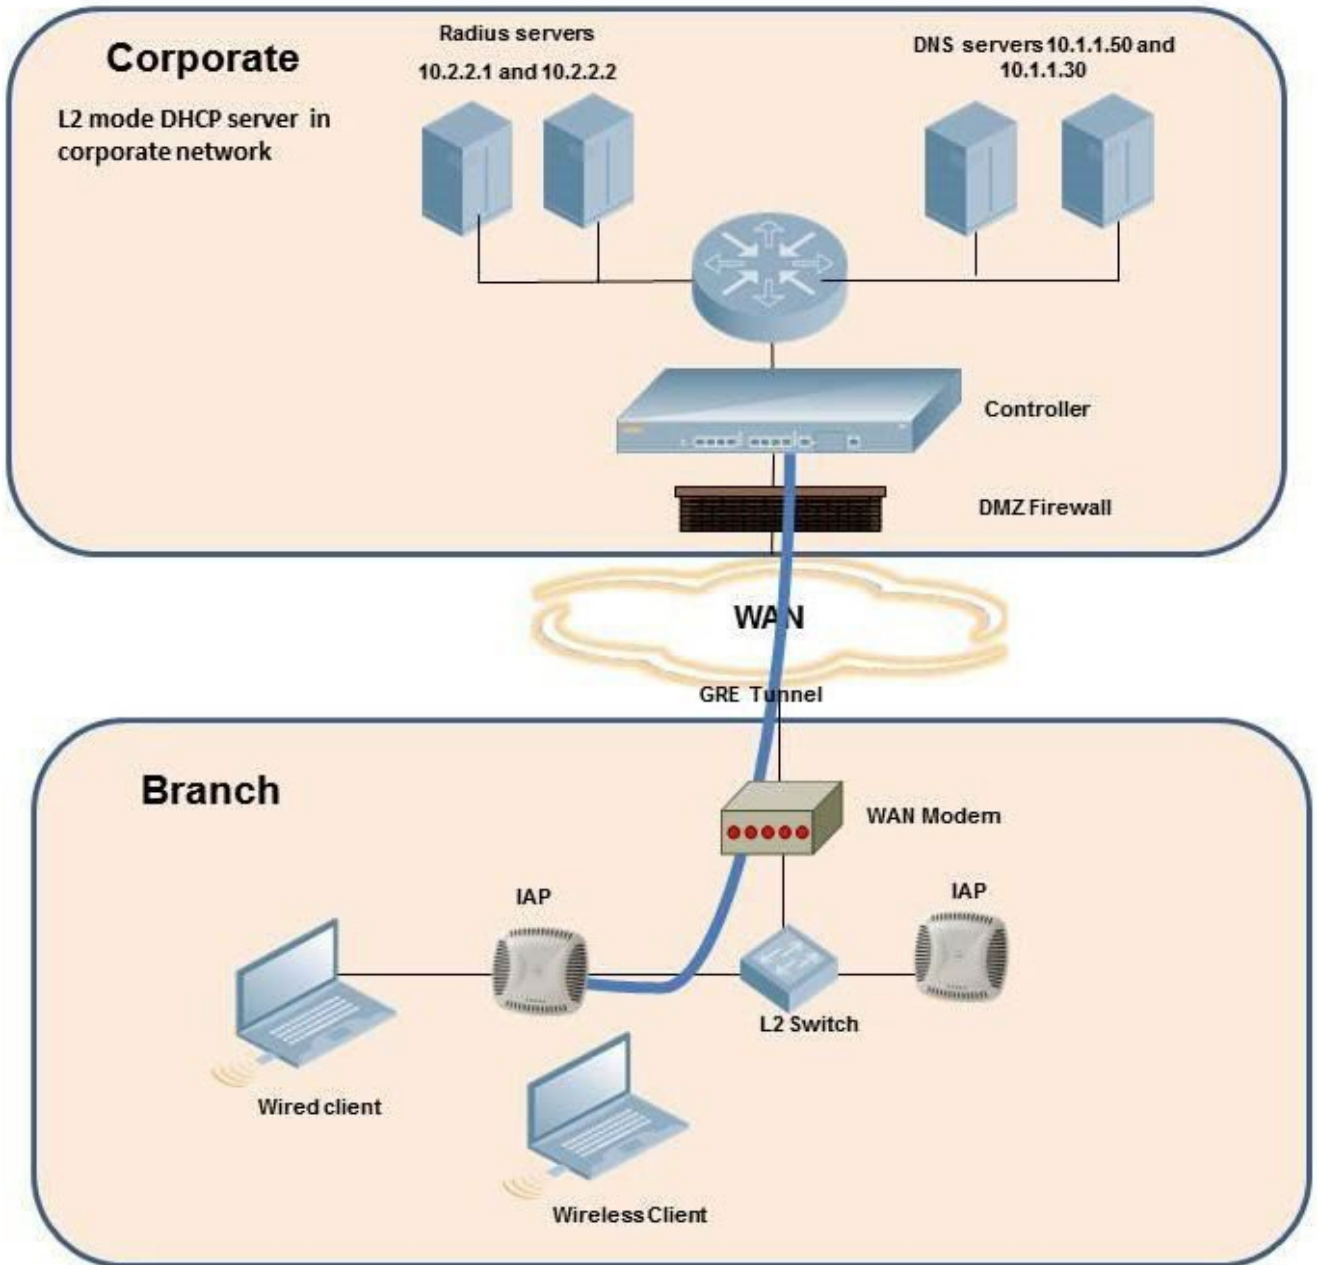 Corporate
L2 mode DHCP server in
corporate network
Radius servers
10.2.2.1 and 10.2.2.2
DNS servers 10.1.1.50 and
10.1.1.30
Controller
DMZ Firewall
WAN
GRE Tunnel
Branch
WAN Modem
IAP
IAP
L2 Switch
Wired client
Wireless Client